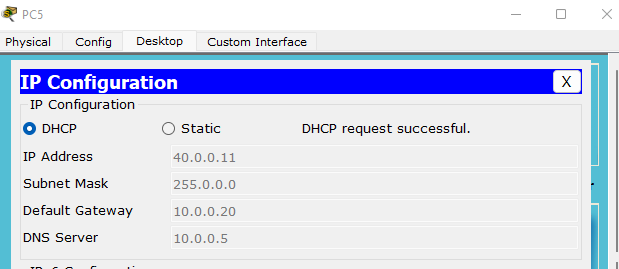 PC5
Physical Config Desktop Custom Interface
IP Configuration X
IP Configuration
DHCP Static DHCP request successful.
IP Address 40.0.0.11
Subnet Mask 255.0.0.0
Default Gateway 10.0.0.20
DNS Server 10.0.0.5